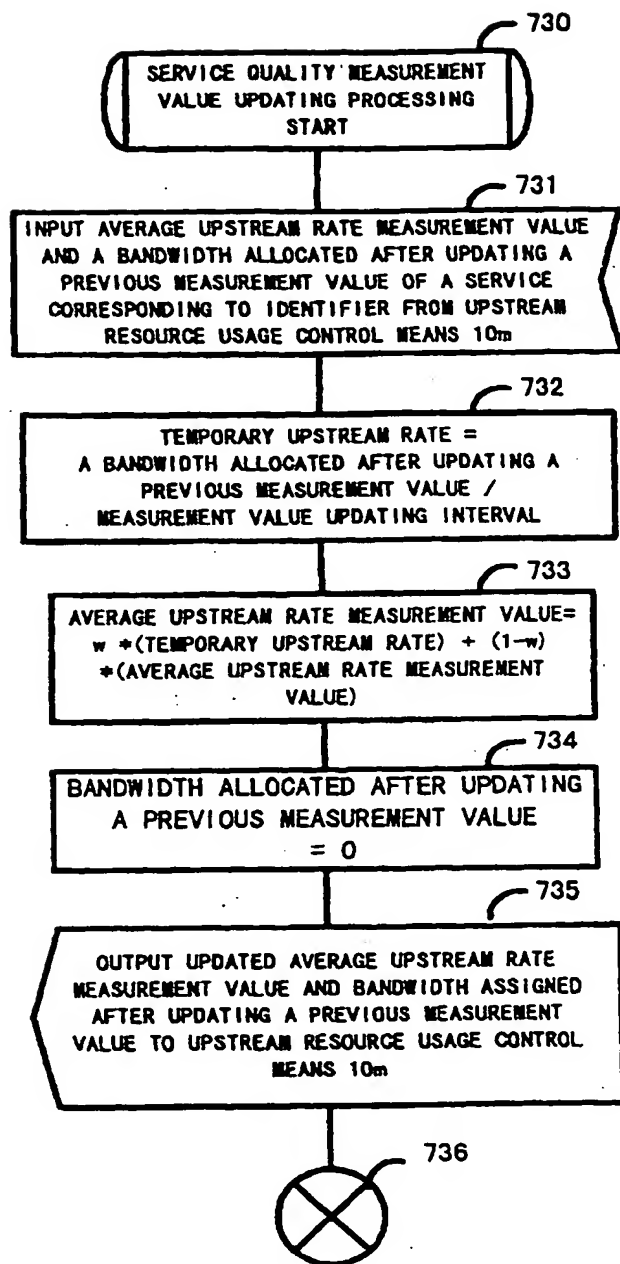 730
SERVICE QUALITY MEASUREMENT
VALUE UPDATING PROCESSING
START
731
INPUT AVERAGE UPSTREAM RATE MEASUREMENT VALUE
AND A BANDWIDTH ALLOCATED AFTER UPDATING A
PREVIOUS MEASUREMENT VALUE OF A SERVICE
CORRESPONDING TO IDENTIFIER FROM UPSTREAM
RESOURCE USAGE CONTROL MEANS 10m
732
TEMPORARY UPSTREAM RATE =
A BANDWIDTH ALLOCATED AFTER UPDATING A
PREVIOUS MEASUREMENT VALUE /
MEASUREMENT VALUE UPDATING INTERVAL
733
AVERAGE UPSTREAM RATE MEASUREMENT VALUE=
w *(TEMPORARY UPSTREAM RATE) + (1-w)
*(AVERAGE UPSTREAM RATE MEASUREMENT
VALUE)
734
BANDWIDTH ALLOCATED AFTER UPDATING
A PREVIOUS MEASUREMENT VALUE
= 0
735
OUTPUT UPDATED AVERAGE UPSTREAM RATE
MEASUREMENT VALUE AND BANDWIDTH ASSIGNED
AFTER UPDATING A PREVIOUS MEASUREMENT
VALUE TO UPSTREAM RESOURCE USAGE CONTROL
MEANS 10m
736